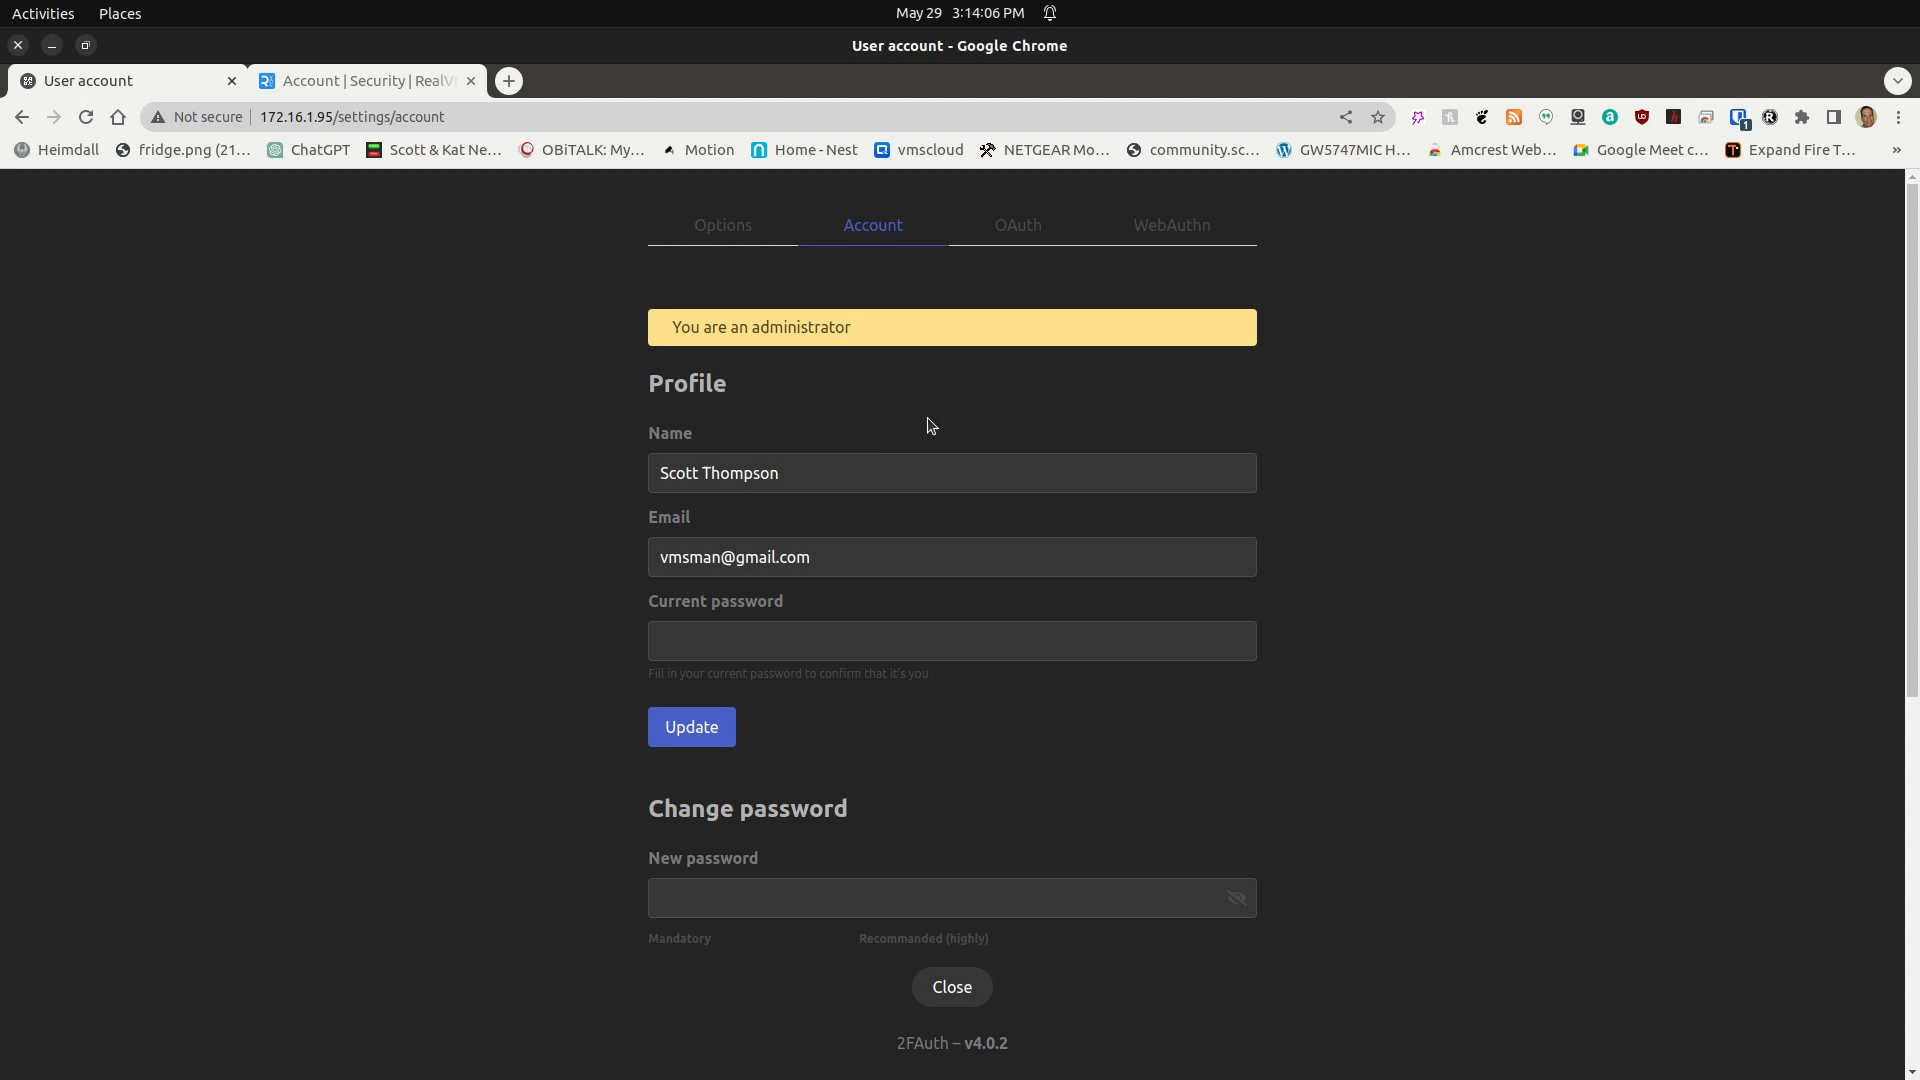 Activities Places May 29 3:14:06 PM
User account - Google Chrome
User account Account | Security | RealV
Not secure 172.16.1.95/settings/account
1
Heimdall fridge.png (21... ChatGPT Scott & Kat Ne... OBiTALK: My... Motion Home - Nest vmscloud NETGEAR Mo... community.sc... GW5747MIC H... Amcrest Web... Google Meet c... Expand Fire T... »
Options Account OAuth WebAuthn
You are an administrator
Profile
Name
Scott Thompson
Email
vmsman@gmail.com
Current password
Fill in your current password to confirm that it's you
Update
Change password
New password
Mandatory Recommanded (highly)
Close
2FAuth – v4.0.2